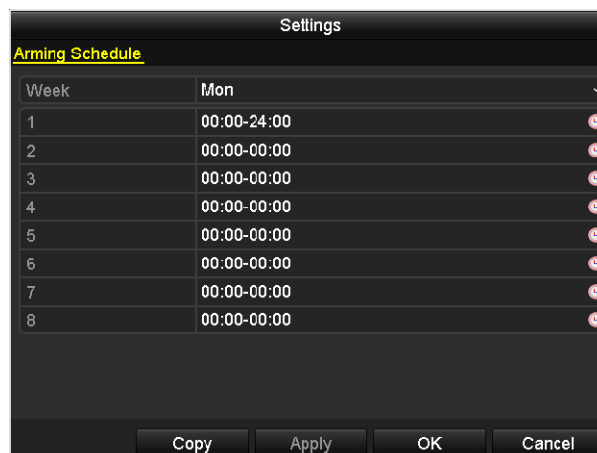 Settings
Arming Schedule
Week Mon
1 00:00-24:00
2 00:00-00:00
3 00:00-00:00
4 00:00-00:00
5 00:00-00:00
6 00:00-00:00
7 00:00-00:00
8 00:00-00:00
Copy Apply OK Cancel